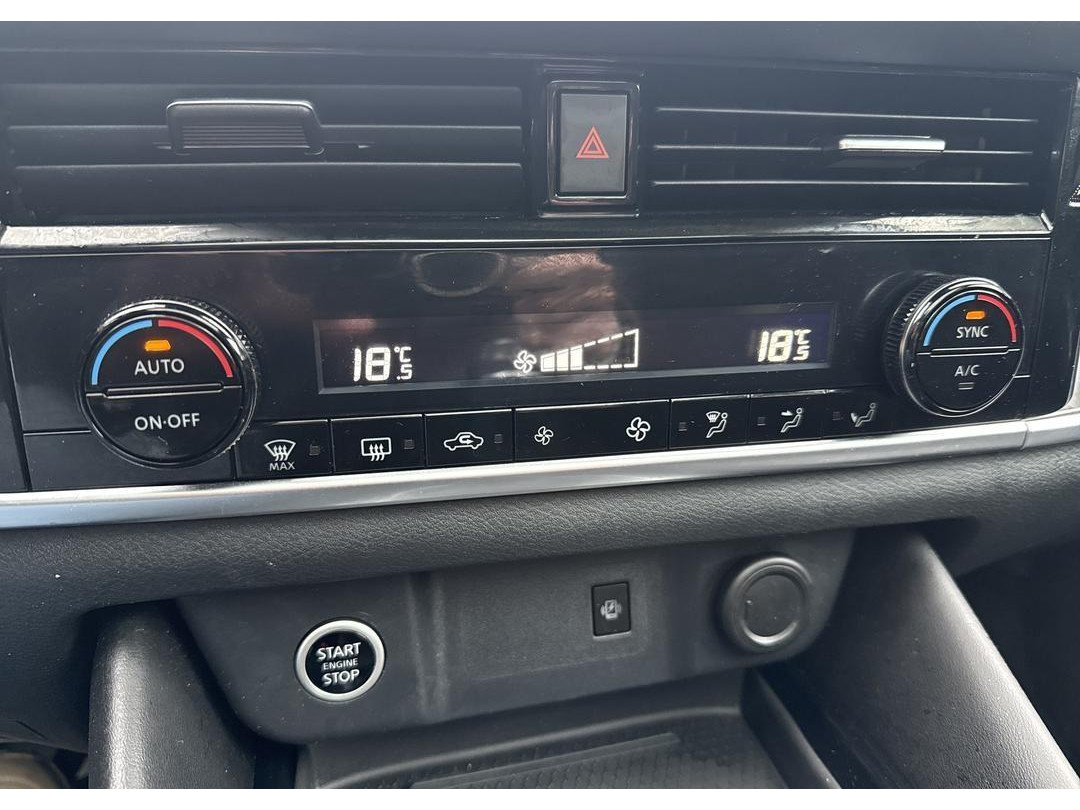 AUTO
ON·OFF
18.5°C
18.5°C
SYNC
A/C
MAX
START
ENGINE
STOP